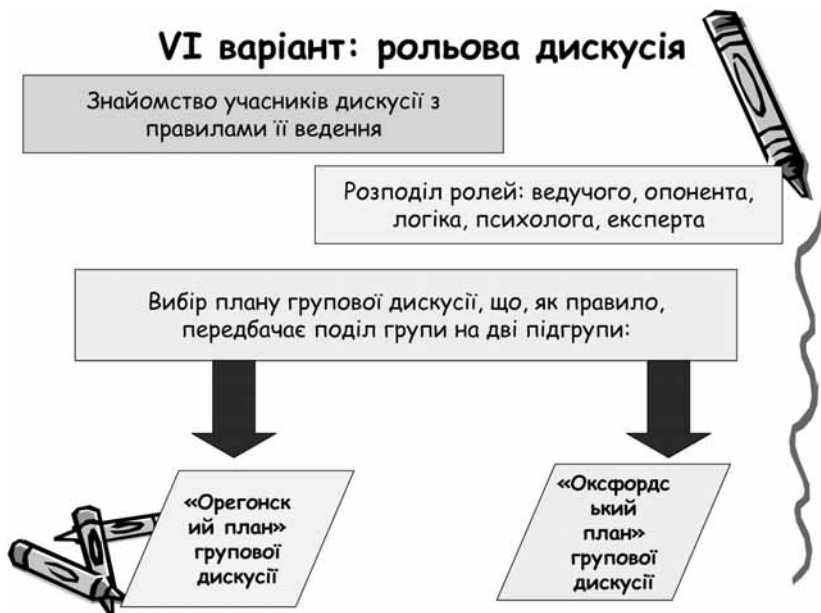 VI варіант: рольова дискусія
Знайомство учасників дискусії з
правилами її ведення
Розподіл ролей: ведучого, опонента,
логіка, психолога, експерта
Вибір плану групової дискусії, що, як правило,
передбачає поділ групи на дві підгрупи:
«Орегонск
ий план»
групової
дискусії
«Оксфордс
ький
план»
групової
дискусії